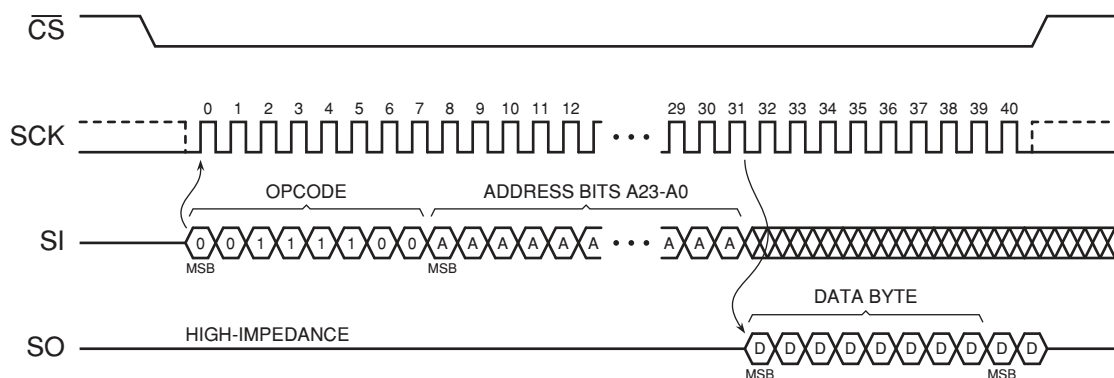 CS
0 1 2 3 4 5 6 7 8 9 10 11 12 29 30 31 32 33 34 35 36 37 38 39 40
SCK
OPCODE ADDRESS BITS A23-A0
SI 0 0 1 1 1 1 0 0 A A A A A A A A A
MSB MSB
DATA BYTE
SO HIGH-IMPEDANCE D D D D D D D D D D
MSB MSB